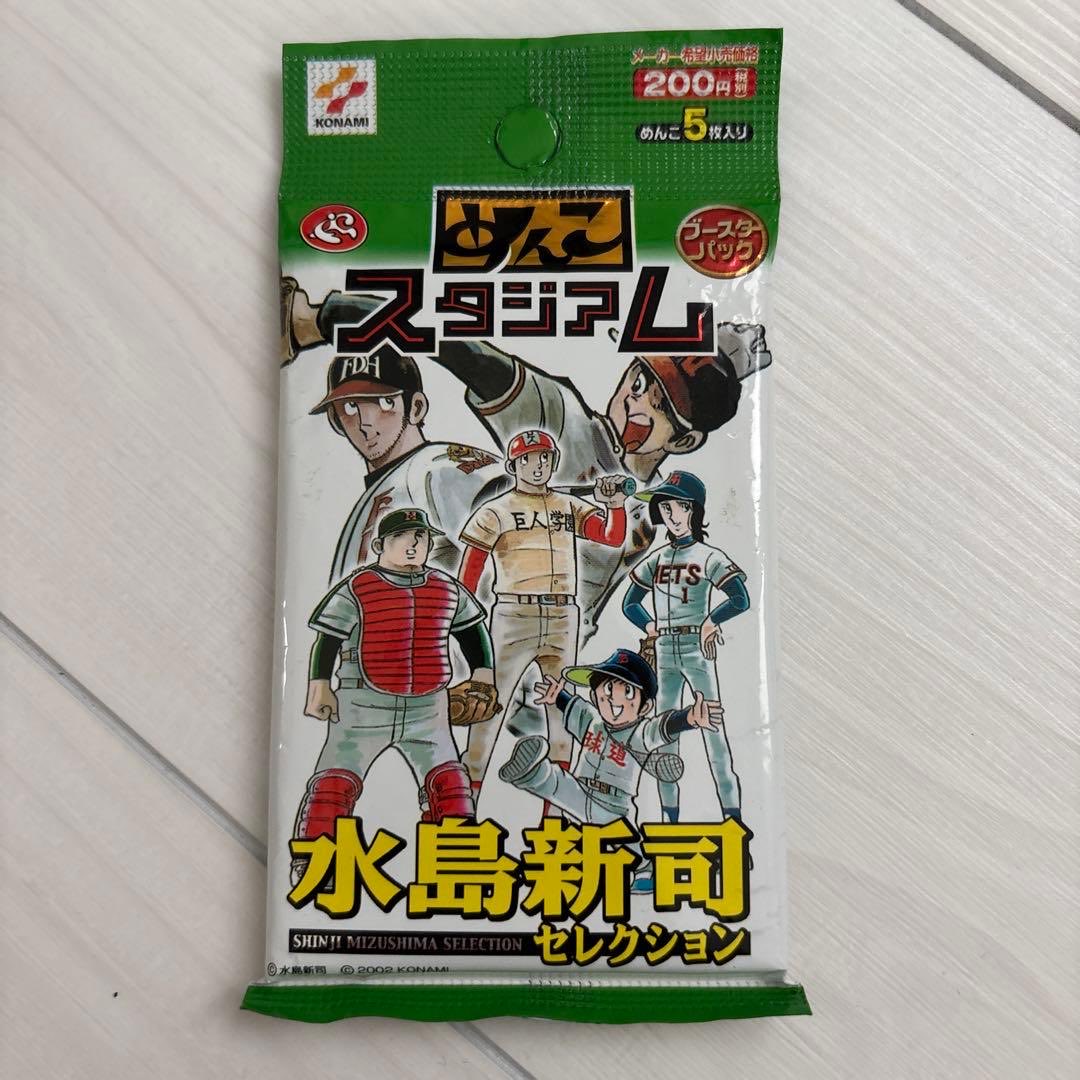 KONAMI
メーカー希望小売価格
200円(税別)
めんこ5枚入り
めんこ
スタジアム
ブースター
パック
FDH
巨人学園
METS
1
球道
水島新司
SHINJI MIZUSHIMA SELECTION セレクション
©水島新司 ©2002 KONAMI